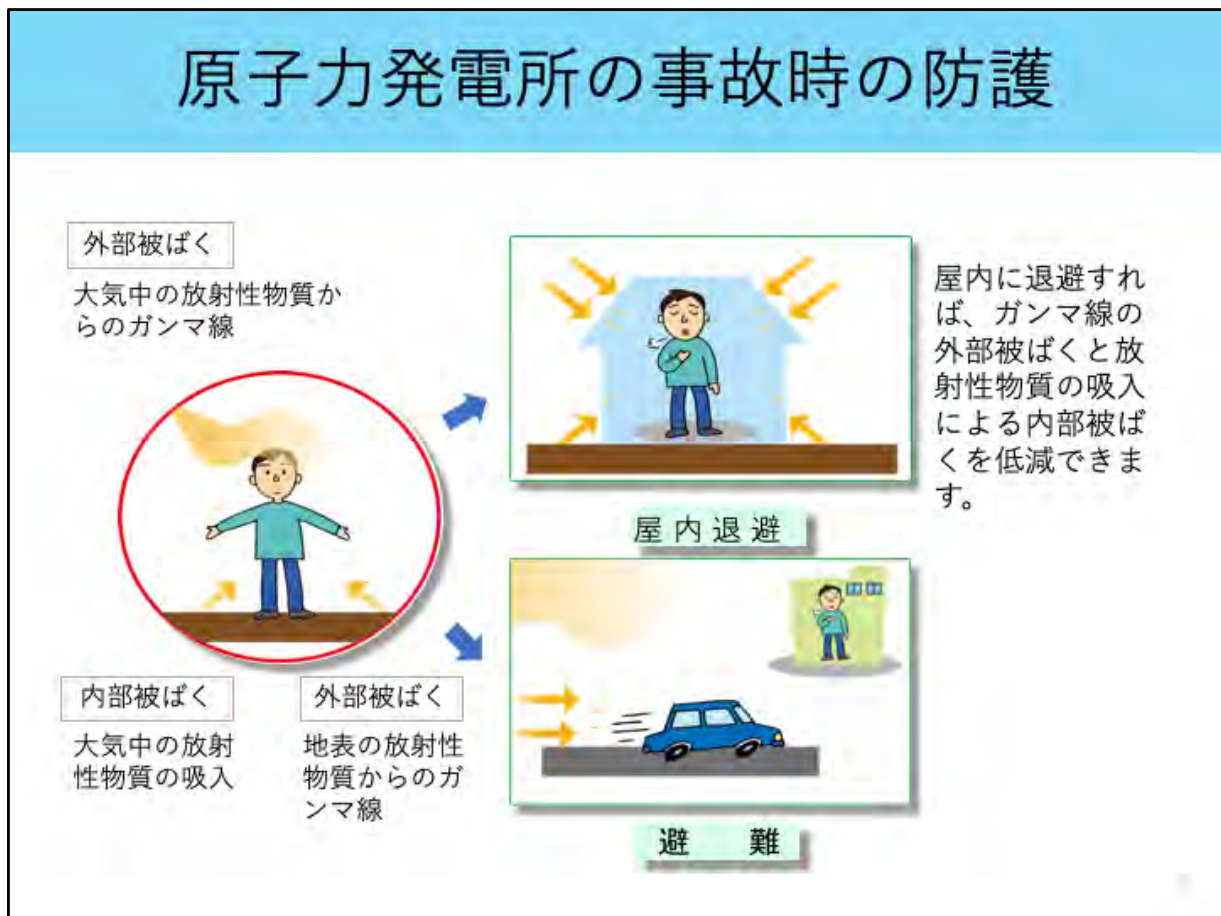 原子力発電所の事故時の防護
外部被ばく
大気中の放射性物質か
らのガンマ線
内部被ばく
大気中の放射
性物質の吸入
外部被ばく
地表の放射性
物質からのガ
ンマ線
屋内退避
避　難
屋内に退避すれ
ば、ガンマ線の
外部被ばくと放
射性物質の吸入
による内部被ば
くを低減できま
す。